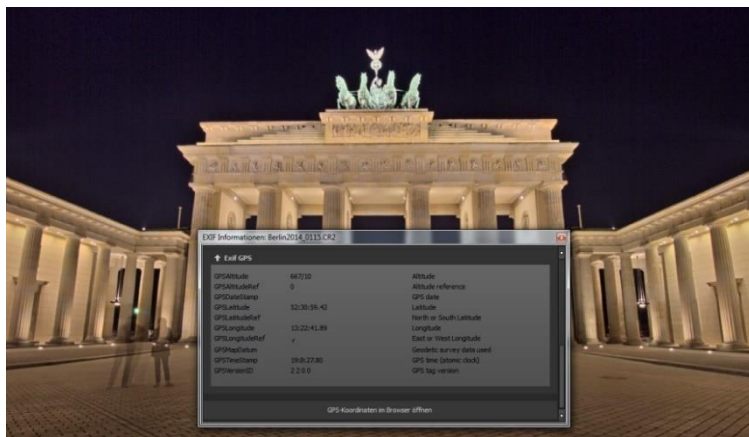 EXIF Informationen: Berlin2014_0115.CR2
Exif GPS
GPSAltitude 667/10 Altitude
GPSAltitudeRef 0 Altitude reference
GPSDateStamp GPS date
GPSLatitude 52:30:59.42 Latitude
GPSLatitudeRef North or South Latitude
GPSLongitude 13:22:41.89 Longitude
GPSLongitudeRef East or West Longitude
GPSMapDatum Geodetic survey data used
GPSTimeStamp 19:8:27.80 GPS time (atomic clock)
GPSVersionID 2 2 0 0 GPS tag version
GPS-Koordinaten in Browser öffnen